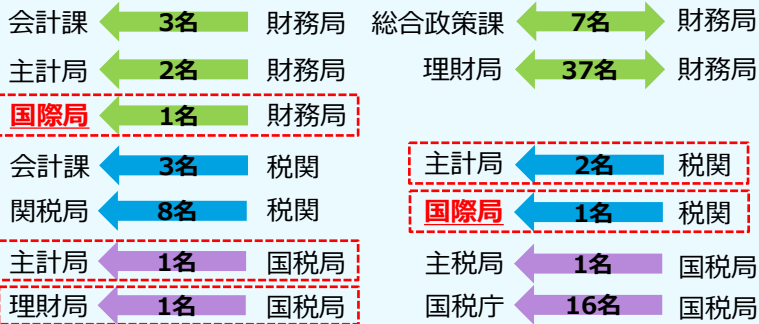 会計課 3名 財務局 総合政策課 7名 財務局
主計局 2名 財務局 理財局 37名 財務局
国際局 1名 財務局
会計課 3名 税関 主計局 2名 税関
関税局 8名 税関 国際局 1名 税関
主計局 1名 国税局 主税局 1名 国税局
理財局 1名 国税局 国税庁 16名 国税局